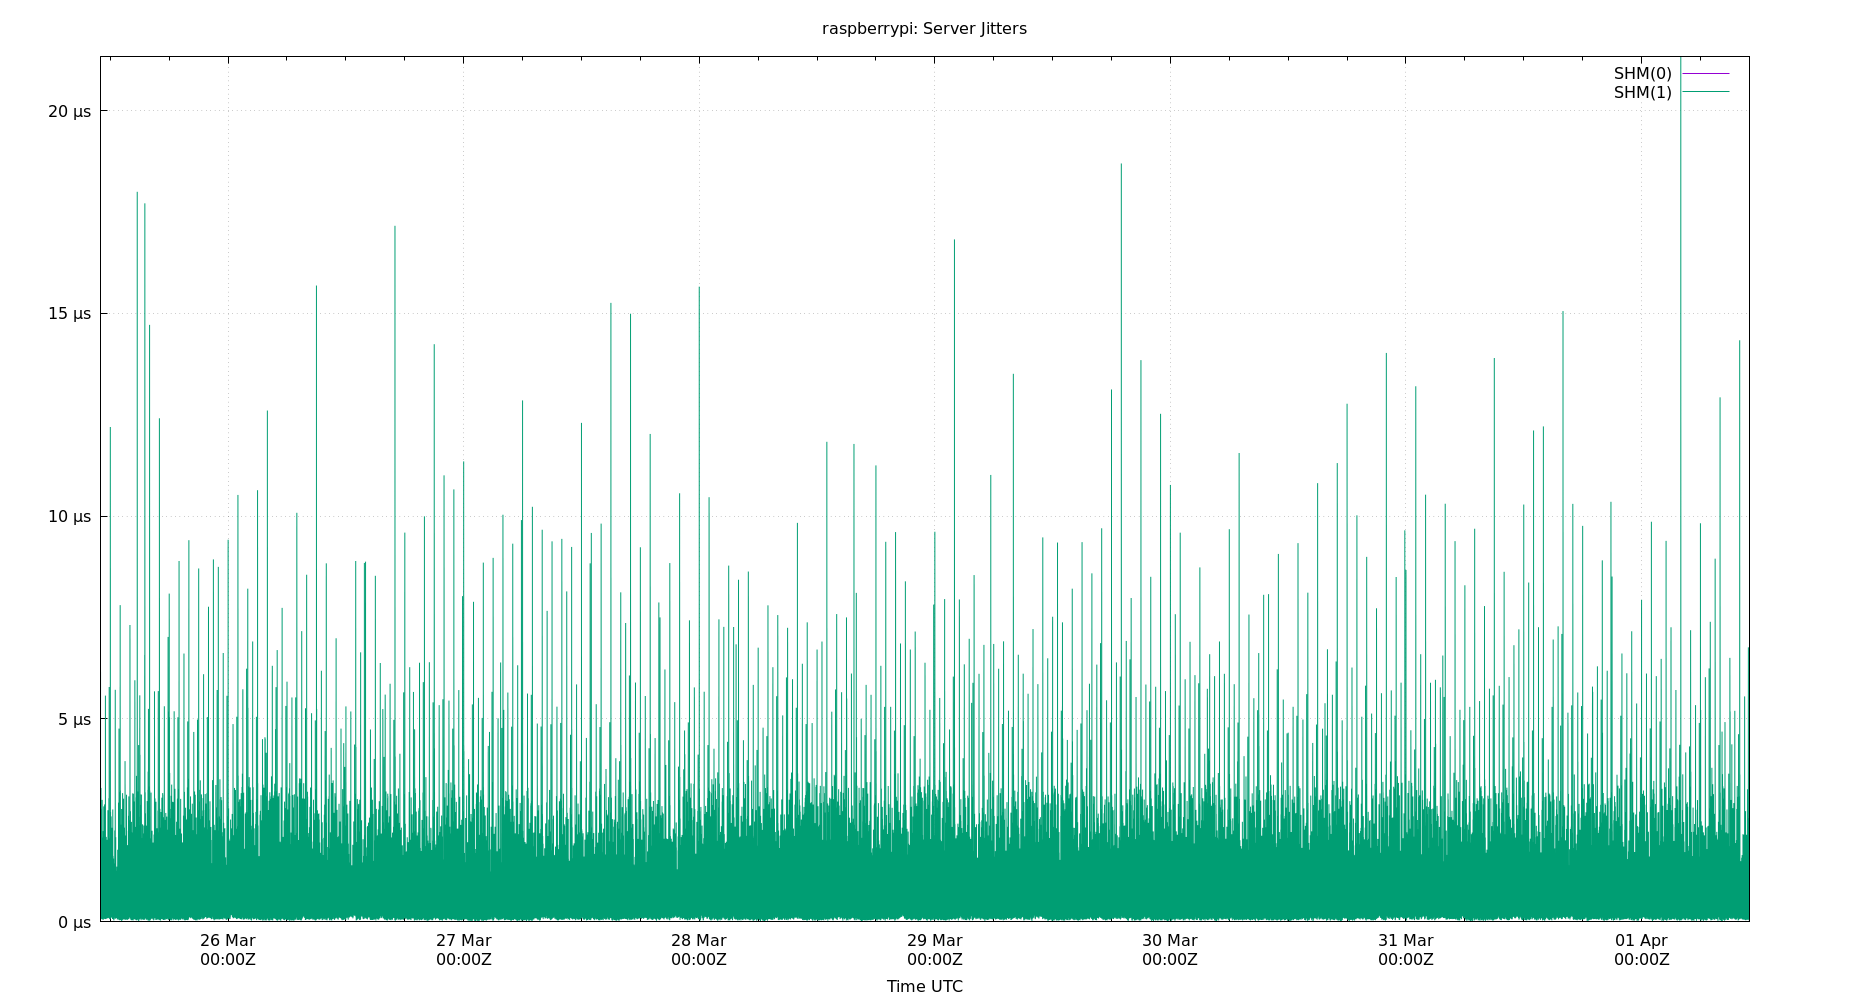 raspberrypi: Server Jitters
SHM(0)
SHM(1)
20 µs
15 µs
10 µs
5 µs
0 µs
26 Mar
00:00Z
27 Mar
00:00Z
28 Mar
00:00Z
29 Mar
00:00Z
30 Mar
00:00Z
31 Mar
00:00Z
01 Apr
00:00Z
Time UTC